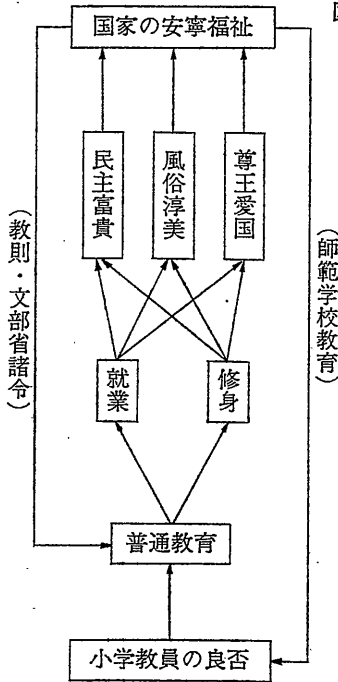 国家の安寧福祉
尊王愛国
風俗淳美
民主富貴
(師範学校教育)
(教則・文部省諸令)
修身
就業
普通教育
小学教員の良否